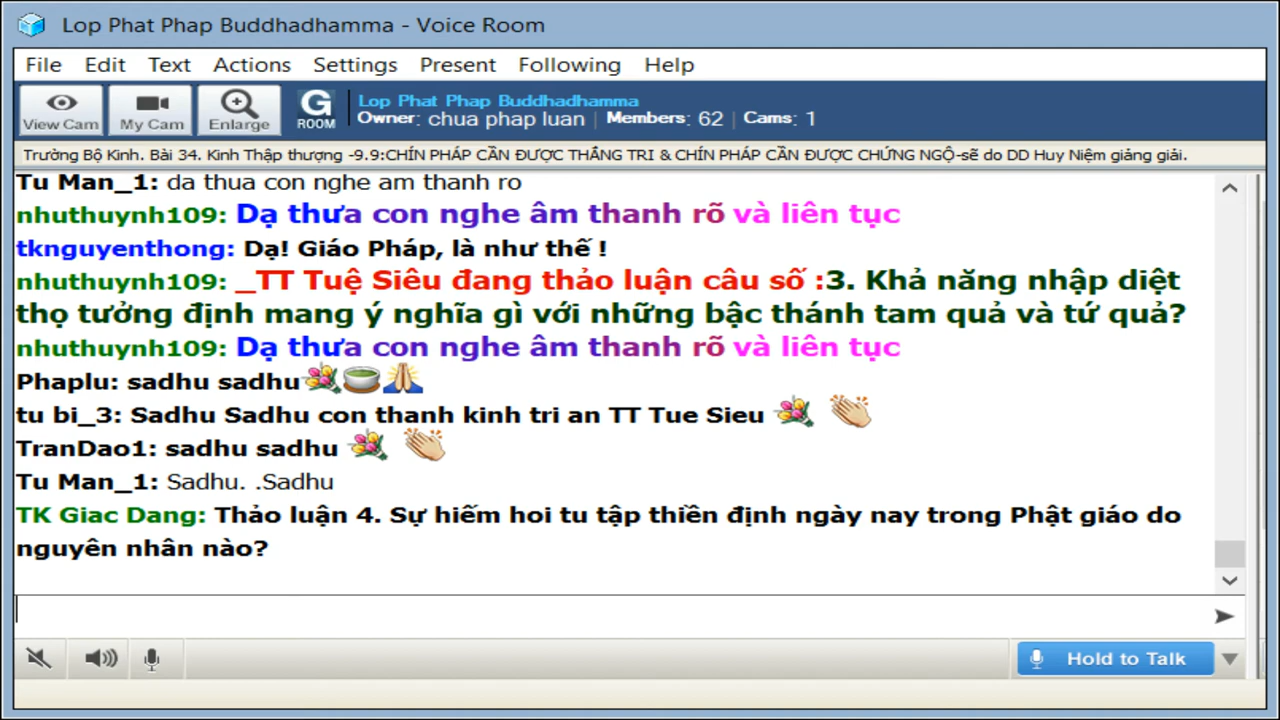 Lop Phat Phap Buddhadhamma - Voice Room
File Edit Text Actions Settings Present Following Help
View Cam My Cam Enlarge G ROOM
Lop Phat Phap Buddhadhamma
Owner: chua phap luan | Members: 62 | Cams: 1
Trường Bộ Kinh. Bài 34. Kinh Thập thượng -9.9:CHÍN PHÁP CẦN ĐƯỢC THẮNG TRI & CHÍN PHÁP CẦN ĐƯỢC CHỨNG NGỘ-sẽ do DD Huy Niệm giảng giải.
Tu Man_1: da thua con nghe am thanh ro
nhuthuynh109: Dạ thưa con nghe âm thanh rõ và liên tục
tknguyenthong: Dạ! Giáo Pháp, là như thế !
nhuthuynh109: _TT Tuệ Siêu đang thảo luận câu số :3. Khả năng nhập diệt
thọ tưởng định mang ý nghĩa gì với những bậc thánh tam quả và tứ quả?
nhuthuynh109: Dạ thưa con nghe âm thanh rõ và liên tục
Phaplu: sadhu sadhu
tu bi_3: Sadhu Sadhu con thanh kinh tri an TT Tue Sieu
TranDao1: sadhu sadhu
Tu Man_1: Sadhu. .Sadhu
TK Giac Dang: Thảo luận 4. Sự hiếm hoi tu tập thiền định ngày nay trong Phật giáo do
nguyên nhân nào?
Hold to Talk